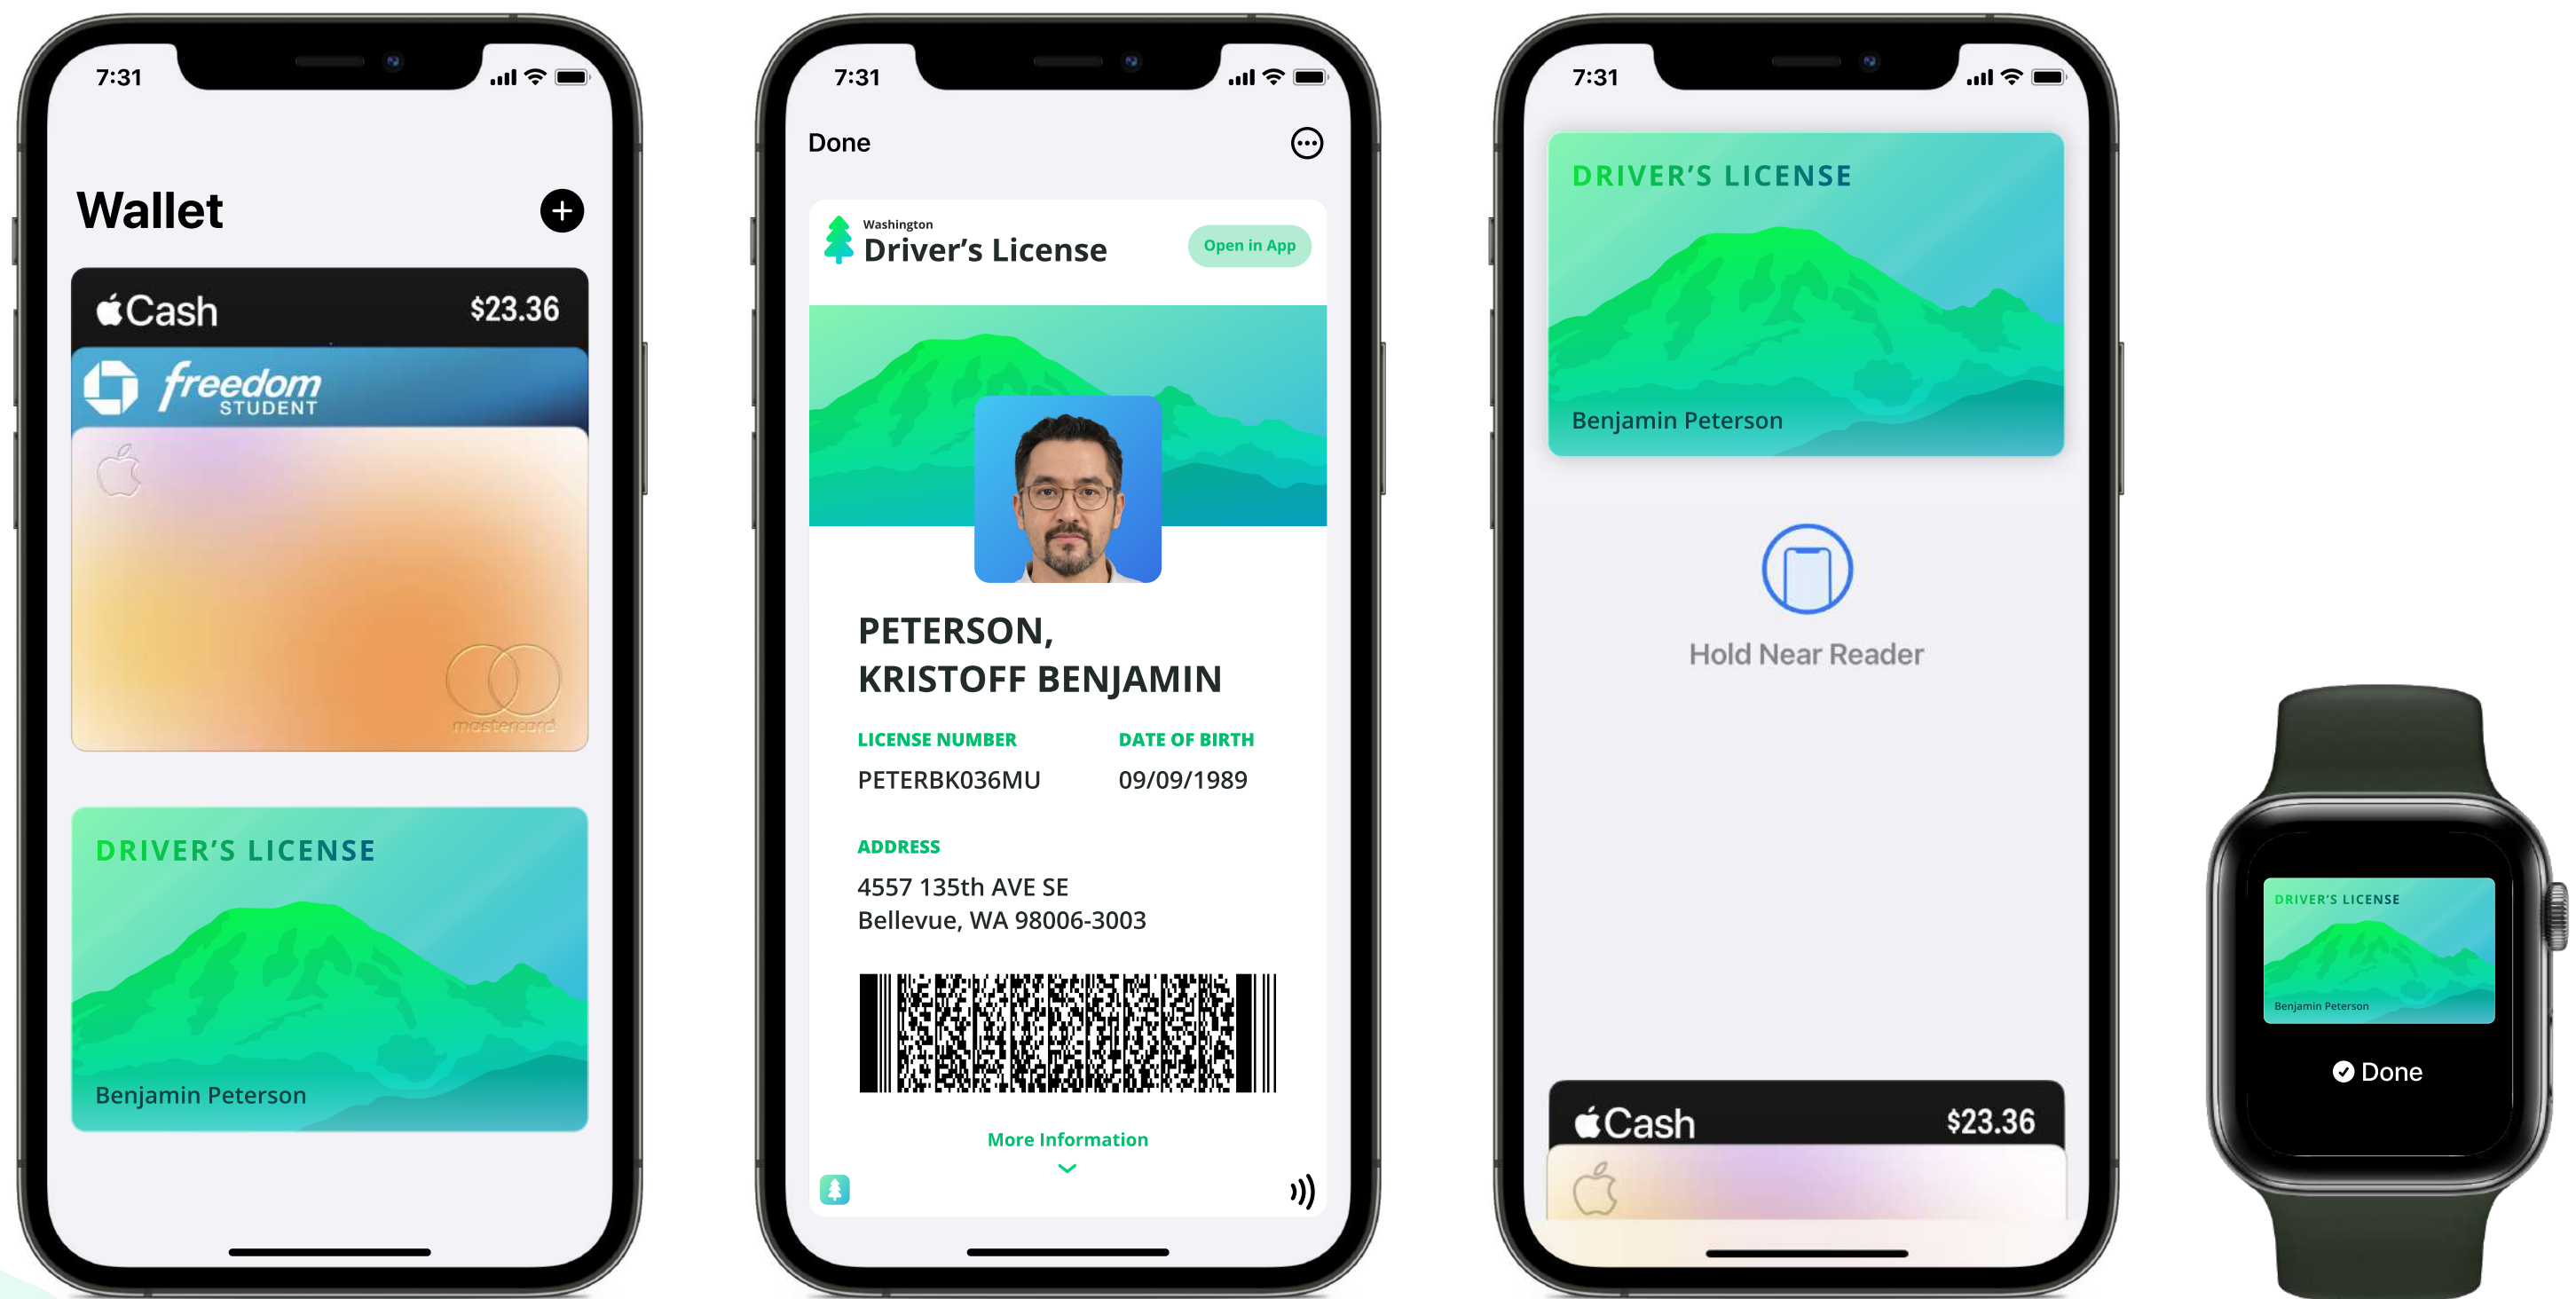 7:31
Wallet
Cash $23.36
freedom
STUDENT
mastercard
DRIVER’S LICENSE
Benjamin Peterson
7:31
Done
Washington
Driver’s License
Open in App
PETERSON,
KRISTOFF BENJAMIN
LICENSE NUMBER DATE OF BIRTH
PETERBK036MU 09/09/1989
ADDRESS
4557 135th AVE SE
Bellevue, WA 98006-3003
More Information
7:31
DRIVER’S LICENSE
Benjamin Peterson
Hold Near Reader
Cash $23.36
DRIVER’S LICENSE
Benjamin Peterson
Done